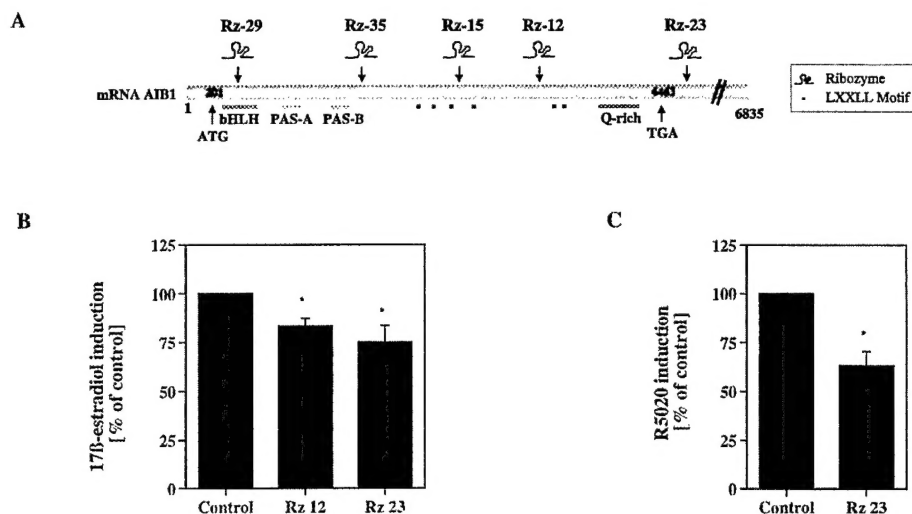 A
Rz-29 Rz-35 Rz-15 Rz-12 Rz-23
Ribozyme
LXXLL Motif
mRNA AIB1
1 bHLH PAS-A PAS-B Q-rich 6835
ATG TGA
B
17ß-estradiol induction
[% of control]
125
100
75
50
25
0
Control Rz 12 Rz 23
C
R5020 induction
[% of control]
125
100
75
50
25
0
Control Rz 23